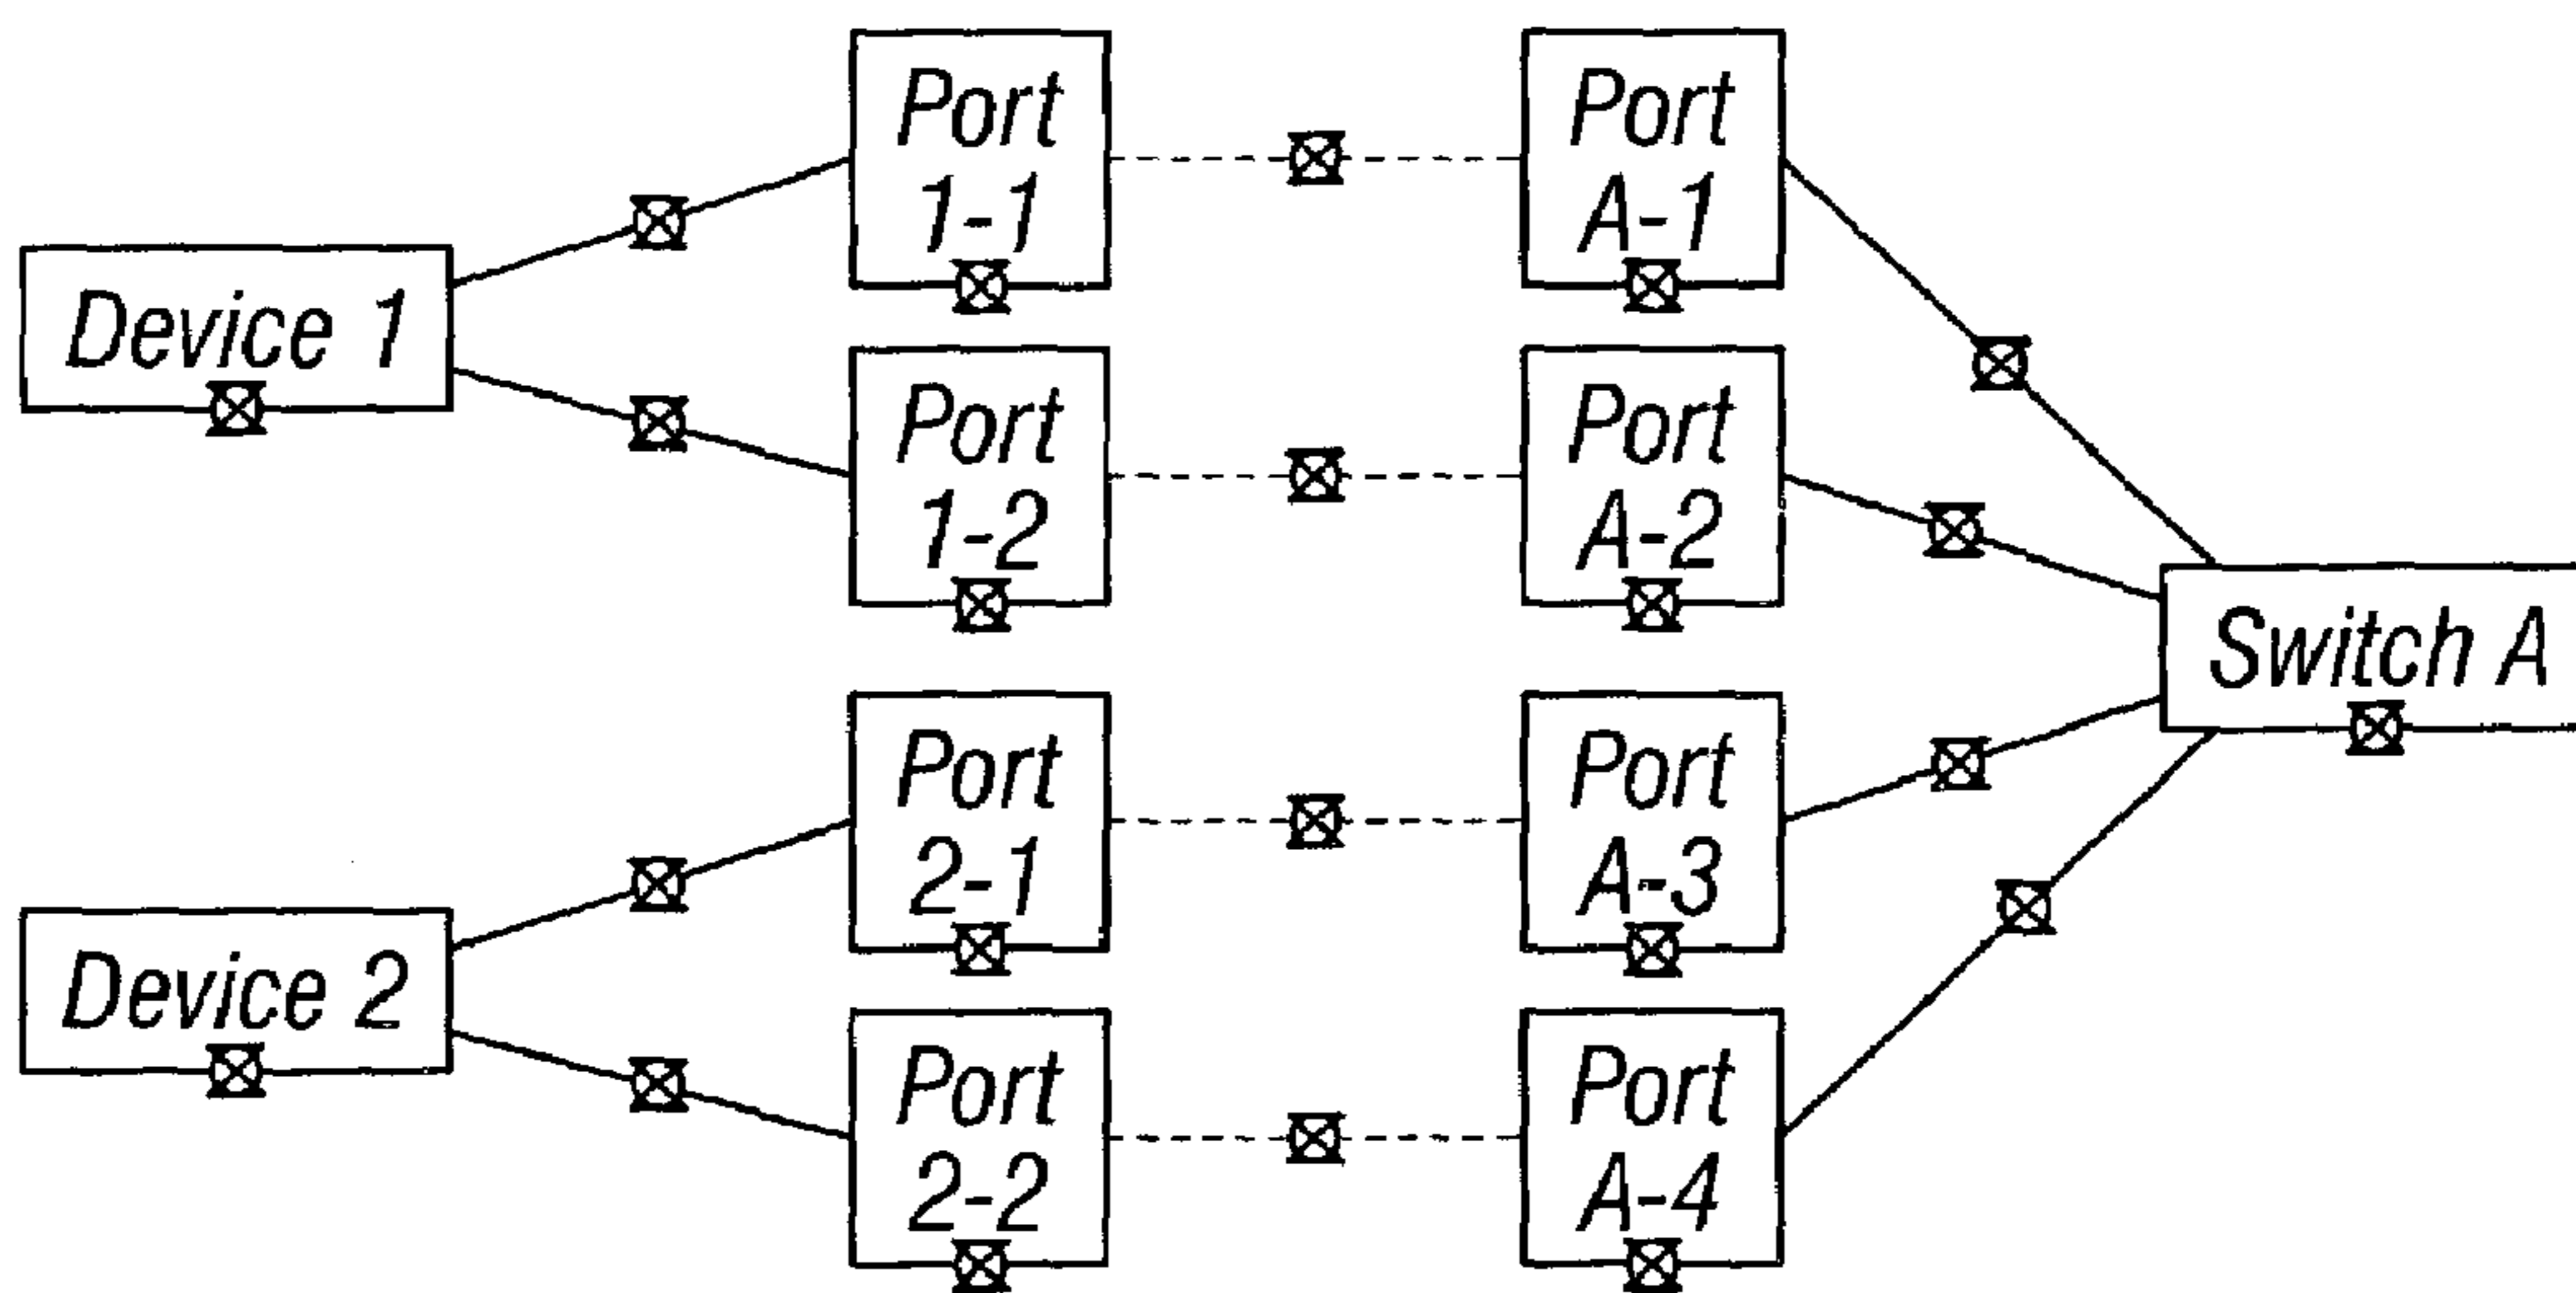 Port
1-1
Port
A-1
Device 1
Port
1-2
Port
A-2
Switch A
Port
2-1
Port
A-3
Device 2
Port
2-2
Port
A-4